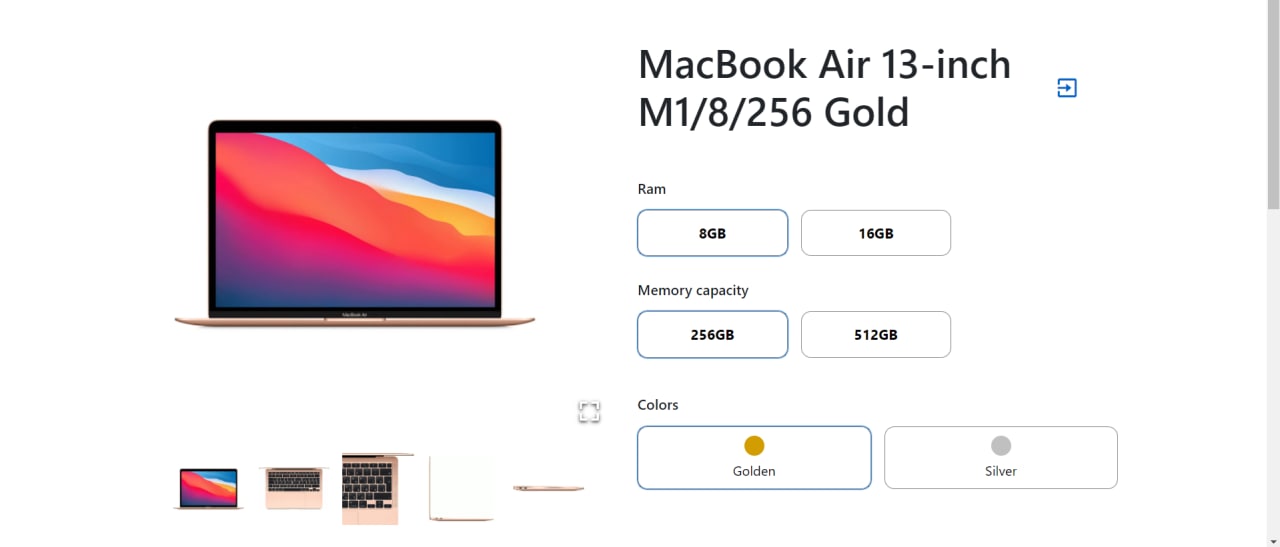 MacBook Air 13-inch
M1/8/256 Gold
Ram
8GB
16GB
Memory capacity
256GB
512GB
Colors
Golden
Silver
MacBook Air